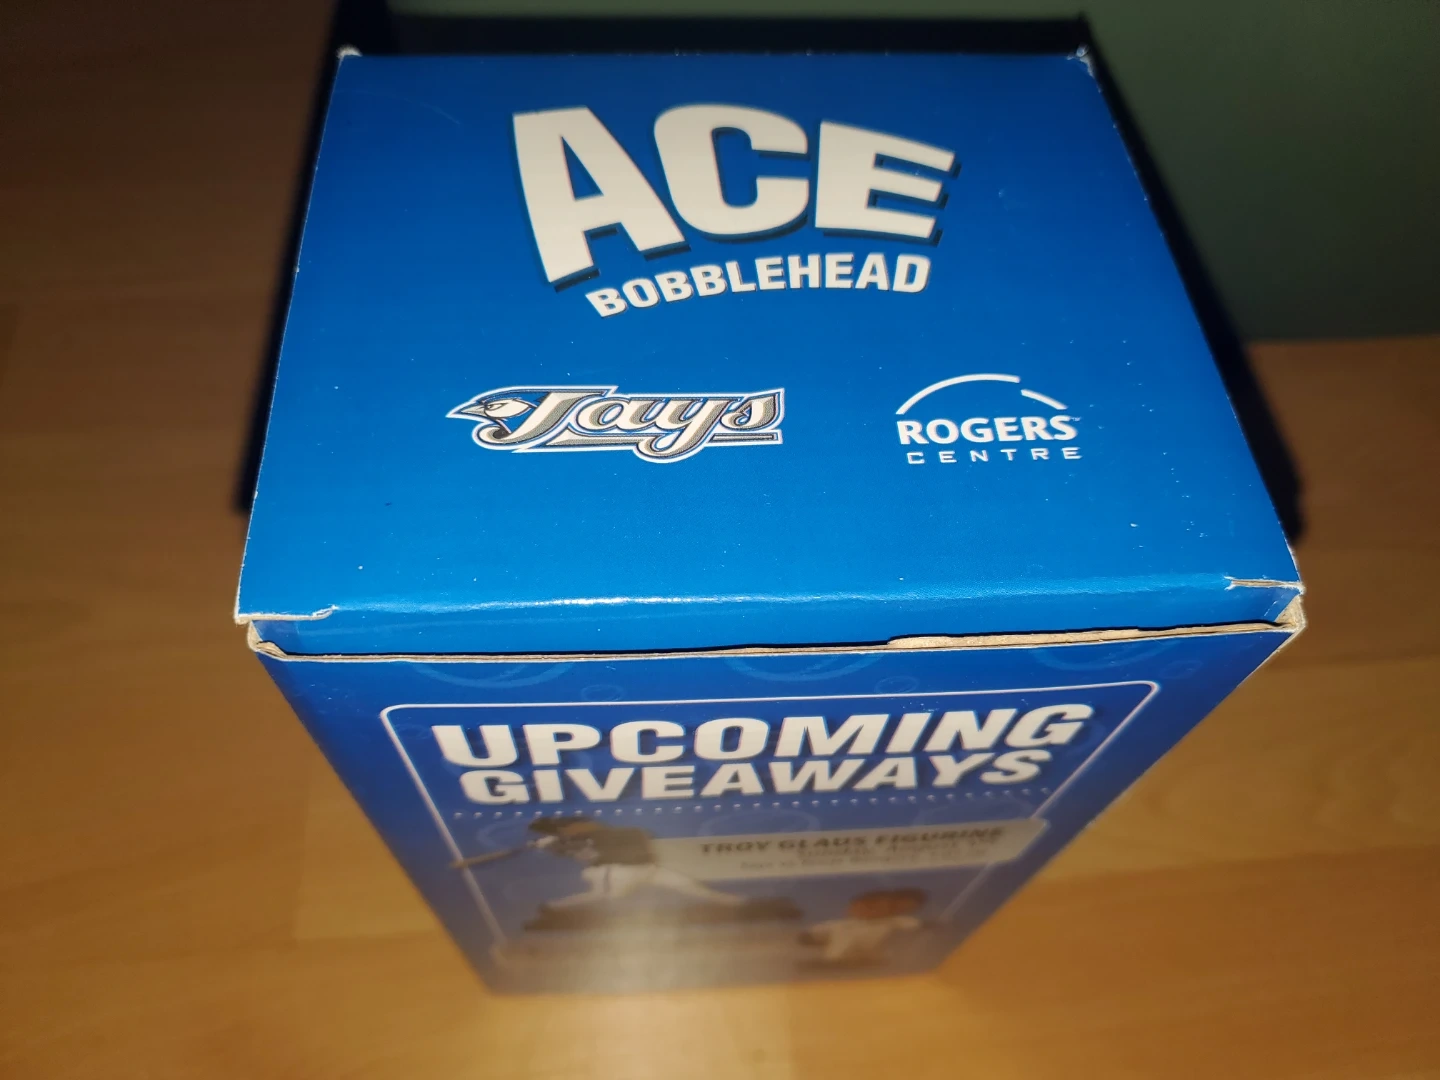 ACE
BOBBLEHEAD
Jays
ROGERS
CENTRE
UPCOMING
GIVEAWAYS
TROY GLAUS FIGURINE